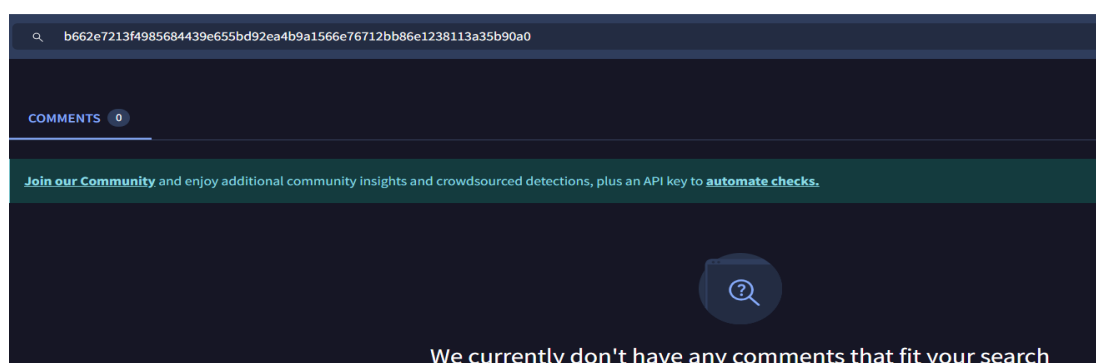 b662e7213f4985684439e655bd92ea4b9a1566e76712bb86e1238113a35b90a0
COMMENTS 0
Join our Community and enjoy additional community insights and crowdsourced detections, plus an API key to automate checks.
We currently don't have any comments that fit your search